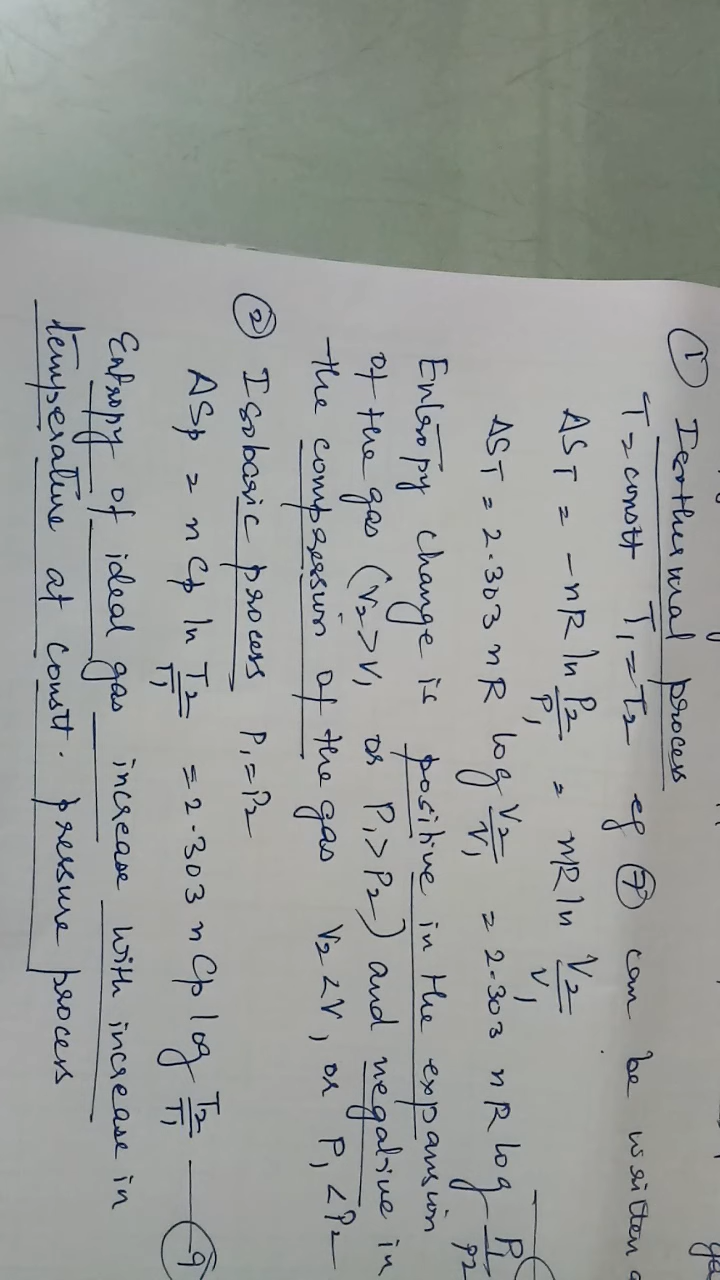 ① Isothermal process
T = constt T₁ = T₂ eq ⑦ can be written
ΔS_T = -nR ln P₂/P₁ = nR ln V₂/V₁
ΔS_T = 2.303 nR log V₂/V₁ = 2.303 nR log P₁/P₂
Entropy change is positive in the expansion
of the gas (V₂ > V₁ or P₁ > P₂) and negative in
the compression of the gas V₂ < V₁ or P₁ < P₂
② Isobaric process P₁ = P₂
ΔSp = nCp ln T₂/T₁ = 2.303 nCp log T₂/T₁ — ⑨
Entropy of ideal gas increase with increase in
temperature at constt. pressure process